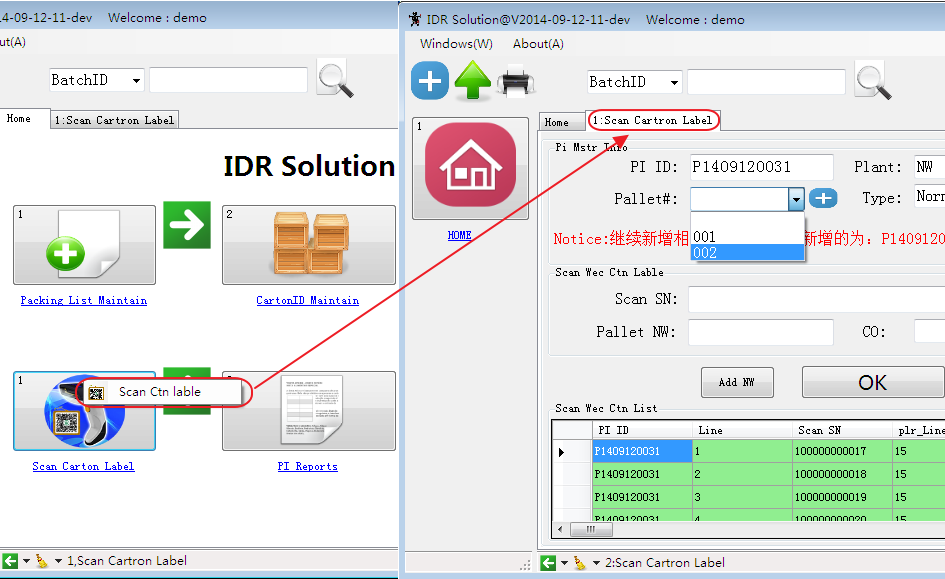 .4-09-12-11-dev Welcome : demo
ut(A)
BatchID
Home
1:Scan Cartron Label
IDR Solution
1
Packing List Maintain
2
CartonID Maintain
1
Scan Ctn lable
Scan Carton Label
PI Reports
1,Scan Cartron Label
IDR Solution@V2014-09-12-11-dev Welcome : demo
Windows(W) About(A)
BatchID
1
HOME
Home
1:Scan Cartron Label
Pi Mstr Info
PI ID: P1409120031 Plant: NW
Pallet#: Type: Norm
001
002
Notice:继续新增相 新增的为: P1409120
Scan Wec Ctn Lable
Scan SN:
Pallet NW: CO:
Add NW OK
Scan Wec Ctn List
PI ID Line Scan SN plr_Line
P1409120031 1 100000000017 15
P1409120031 2 100000000018 15
P1409120031 3 100000000019 15
P1409120031 4 100000000020 15
2:Scan Cartron Label